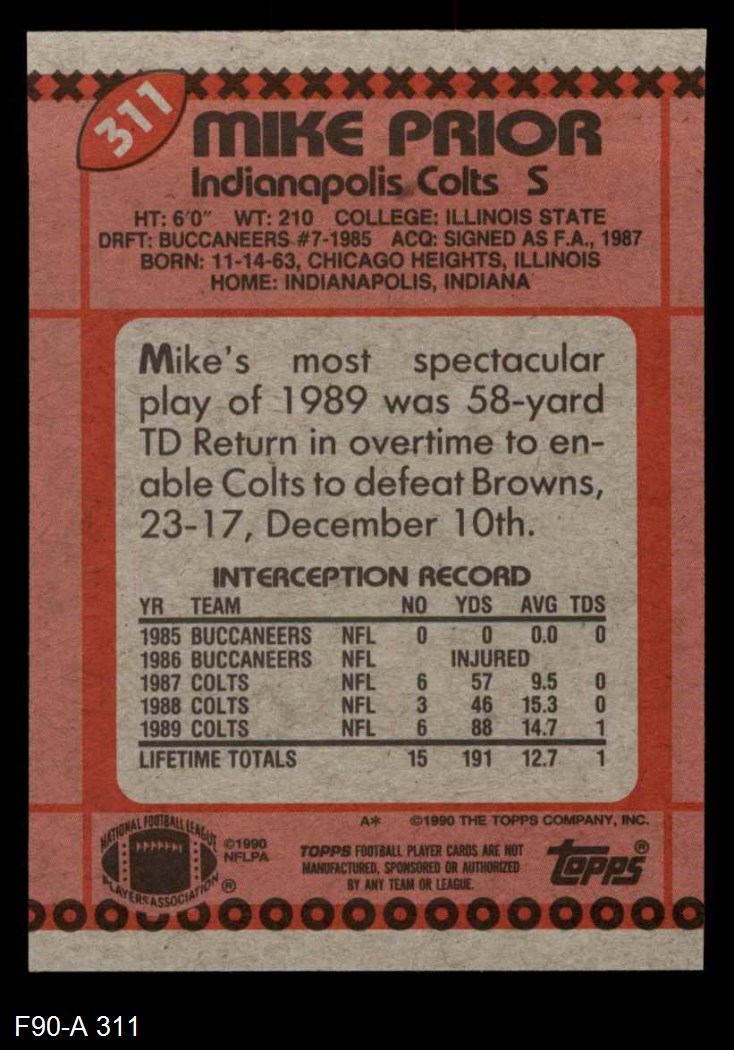 311
MIKE PRIOR
Indianapolis Colts S
HT: 6'0" WT: 210 COLLEGE: ILLINOIS STATE
DRFT: BUCCANEERS #7-1985 ACQ: SIGNED AS F.A., 1987
BORN: 11-14-63, CHICAGO HEIGHTS, ILLINOIS
HOME: INDIANAPOLIS, INDIANA
Mike's most spectacular
play of 1989 was 58-yard
TD Return in overtime to en-
able Colts to defeat Browns,
23-17, December 10th.
INTERCEPTION RECORD
YR TEAM NO YDS AVG TDS
1985 BUCCANEERS NFL 0 0 0.0 0
1986 BUCCANEERS NFL INJURED
1987 COLTS NFL 6 57 9.5 0
1988 COLTS NFL 3 46 15.3 0
1989 COLTS NFL 6 88 14.7 1
LIFETIME TOTALS 15 191 12.7 1
A* ©1990 THE TOPPS COMPANY, INC.
NATIONAL FOOTBALL LEAGUE
PLAYERS ASSOCIATION ®
©1990
NFLPA
TOPPS FOOTBALL PLAYER CARDS ARE NOT
MANUFACTURED, SPONSORED OR AUTHORIZED
BY ANY TEAM OR LEAGUE.
Topps®
F90-A 311